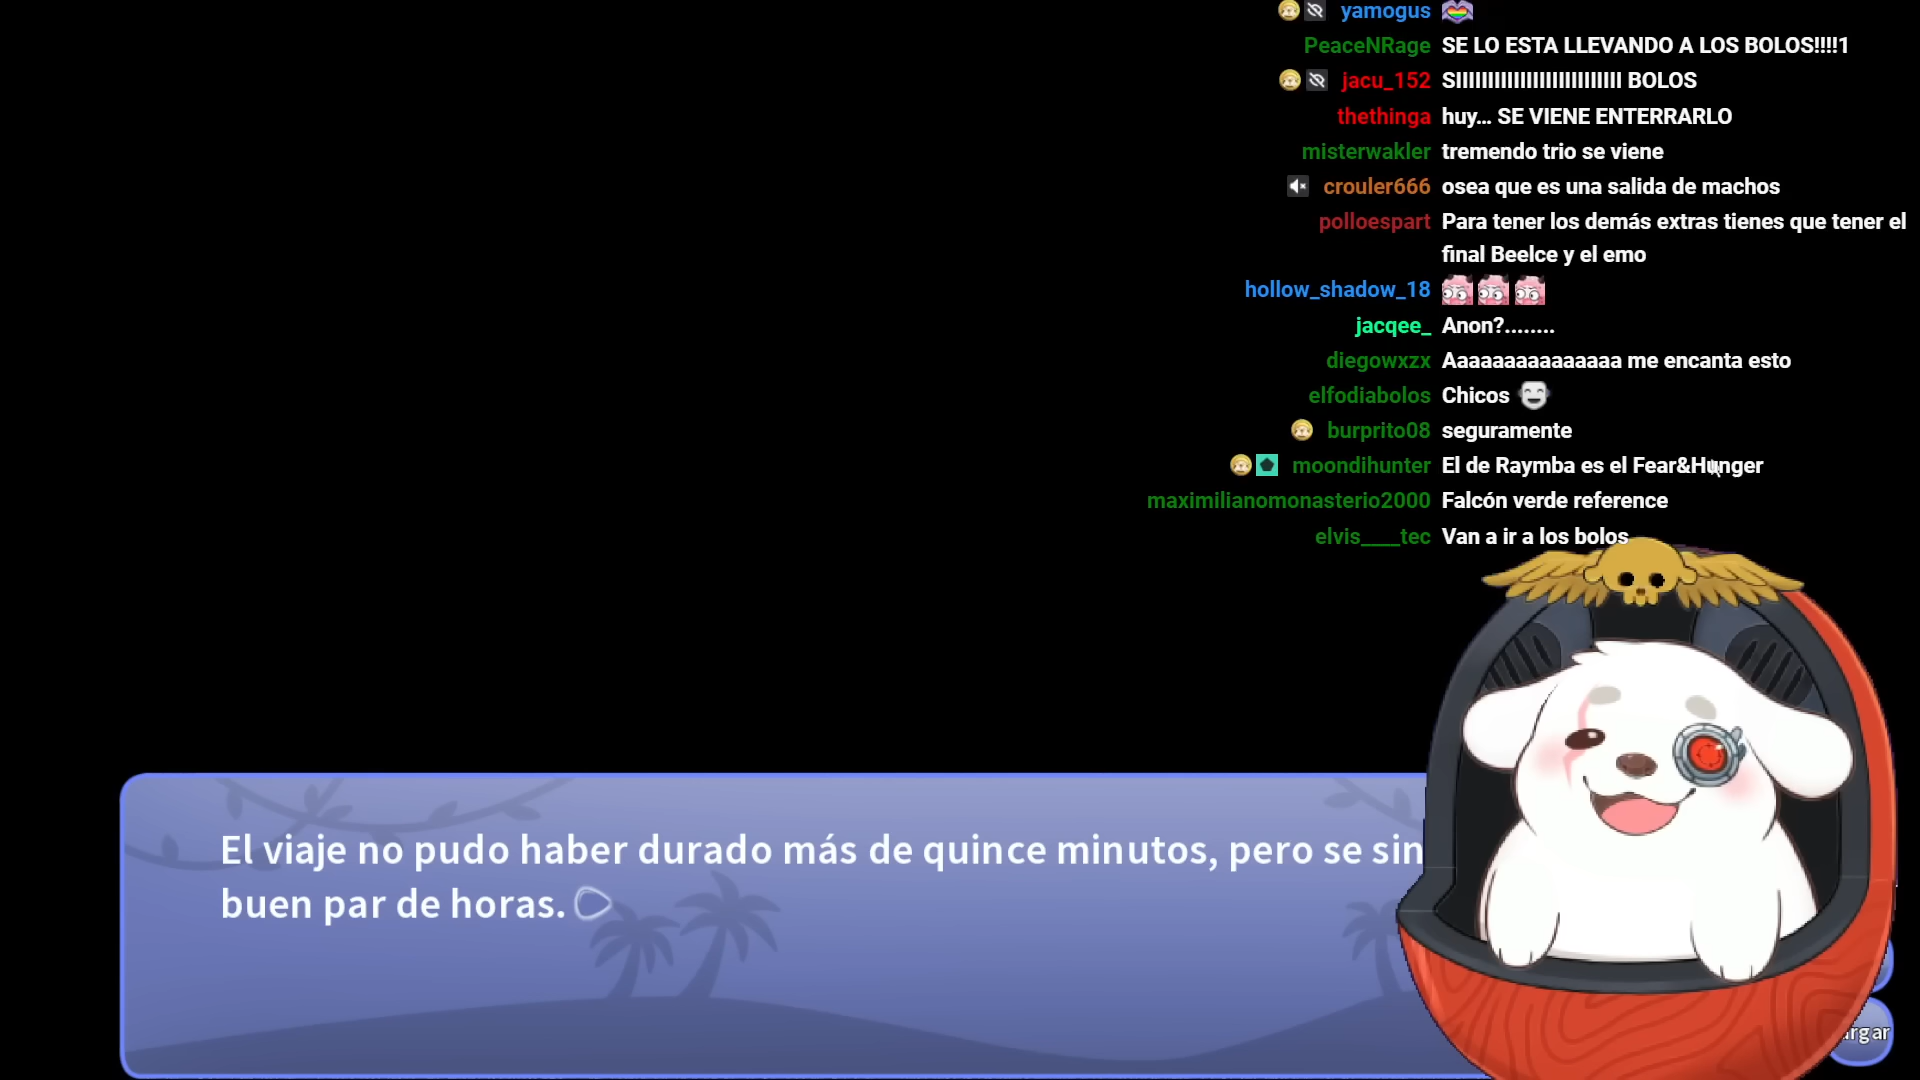 yamogus
PeaceNRage SE LO ESTA LLEVANDO A LOS BOLOS!!!!1
jacu_152 SIIIIIIIIIIIIIIIIIIIIIIIIII BOLOS
thethinga huy... SE VIENE ENTERRARLO
misterwakler tremendo trio se viene
crouler666 osea que es una salida de machos
polloespart Para tener los demás extras tienes que tener el
final Beelce y el emo
hollow_shadow_18
jacqee_ Anon?........
diegowxzx Aaaaaaaaaaaaaaa me encanta esto
elfodiabolos Chicos
burprito08 seguramente
moondihunter El de Raymba es el Fear&Hunger
maximilianomonasterio2000 Falcón verde reference
elvis____tec Van a ir a los bolos
El viaje no pudo haber durado más de quince minutos, pero se sin
buen par de horas.